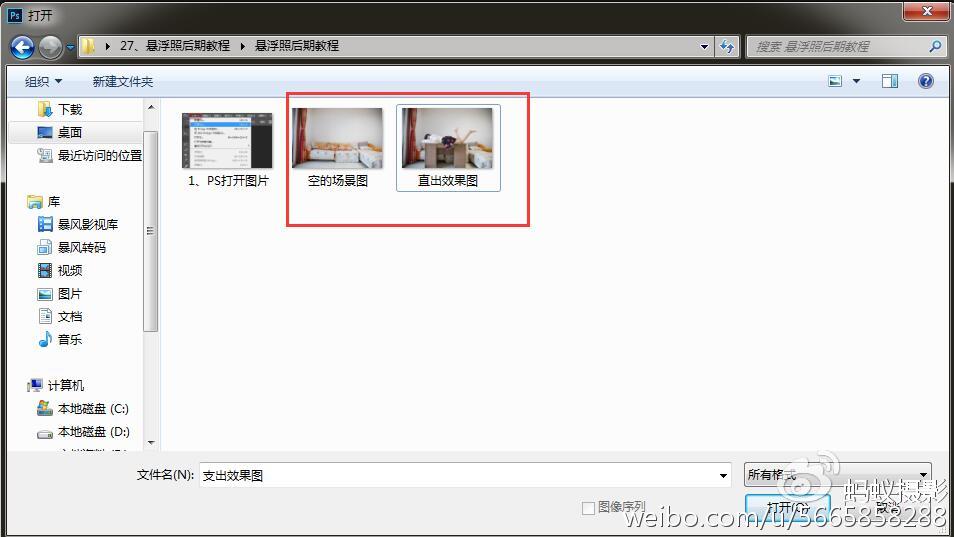 Ps 打开
27、悬浮照后期教程 悬浮照后期教程
搜索 悬浮照后期教程
组织 新建文件夹
下载
桌面
最近访问的位置
库
暴风影视库
暴风转码
视频
图片
文档
音乐
计算机
本地磁盘 (C:)
本地磁盘 (D:)
1、PS打开图片
空的场景图
直出效果图
文件名(N):
支出效果图
所有格式
图像序列
打开(O)
取消
蚂蚁摄影
weibo.com/u/5665858288